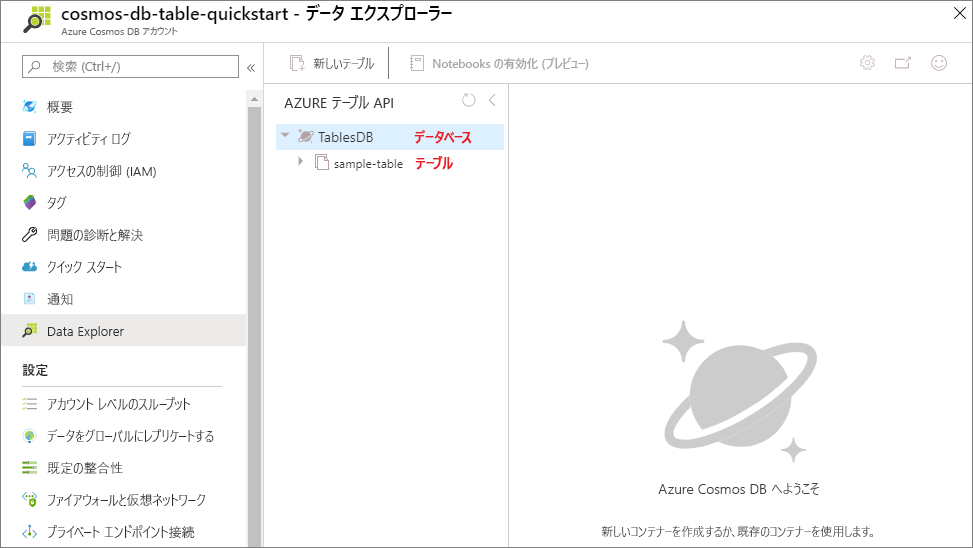 cosmos-db-table-quickstart - データ エクスプローラー
Azure Cosmos DB アカウント
検索 (Ctrl+/)
概要
アクティビティ ログ
アクセスの制御 (IAM)
タグ
問題の診断と解決
クイック スタート
通知
Data Explorer
設定
アカウント レベルのスループット
データをグローバルにレプリケートする
既定の整合性
ファイアウォールと仮想ネットワーク
プライベート エンドポイント接続
新しいテーブル
Notebooks の有効化 (プレビュー)
AZURE テーブル API
TablesDB データベース
sample-table テーブル
Azure Cosmos DB へようこそ
新しいコンテナーを作成するか、既存のコンテナーを使用します。